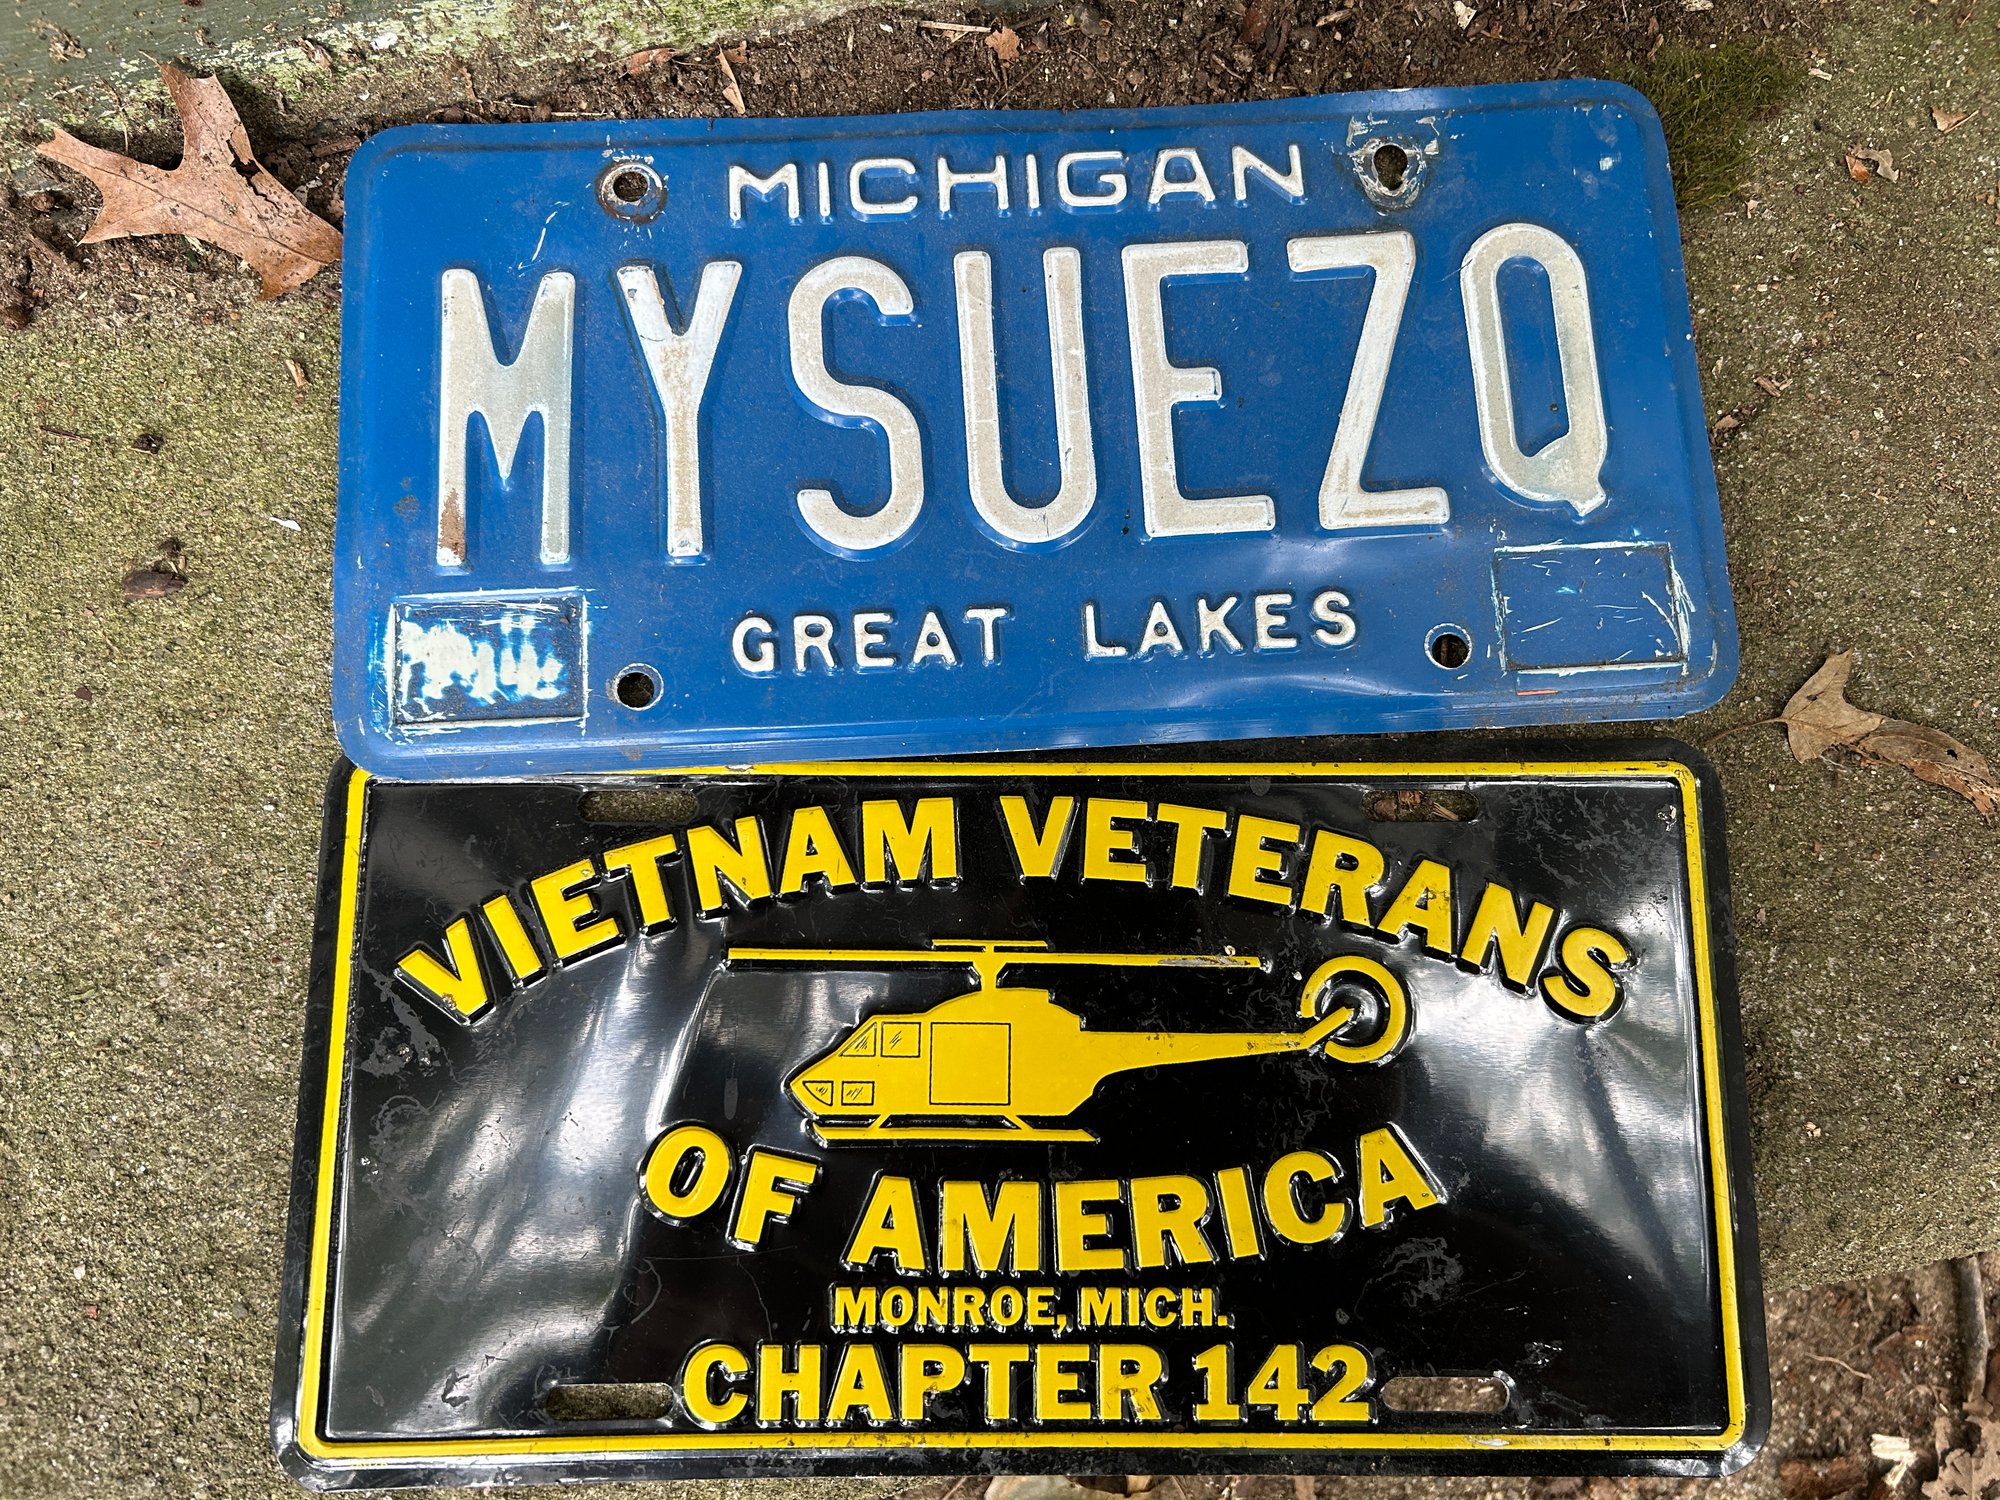 MICHIGAN
MYSUEZQ
GREAT LAKES
VIETNAM VETERANS
OF AMERICA
MONROE, MICH.
CHAPTER 142